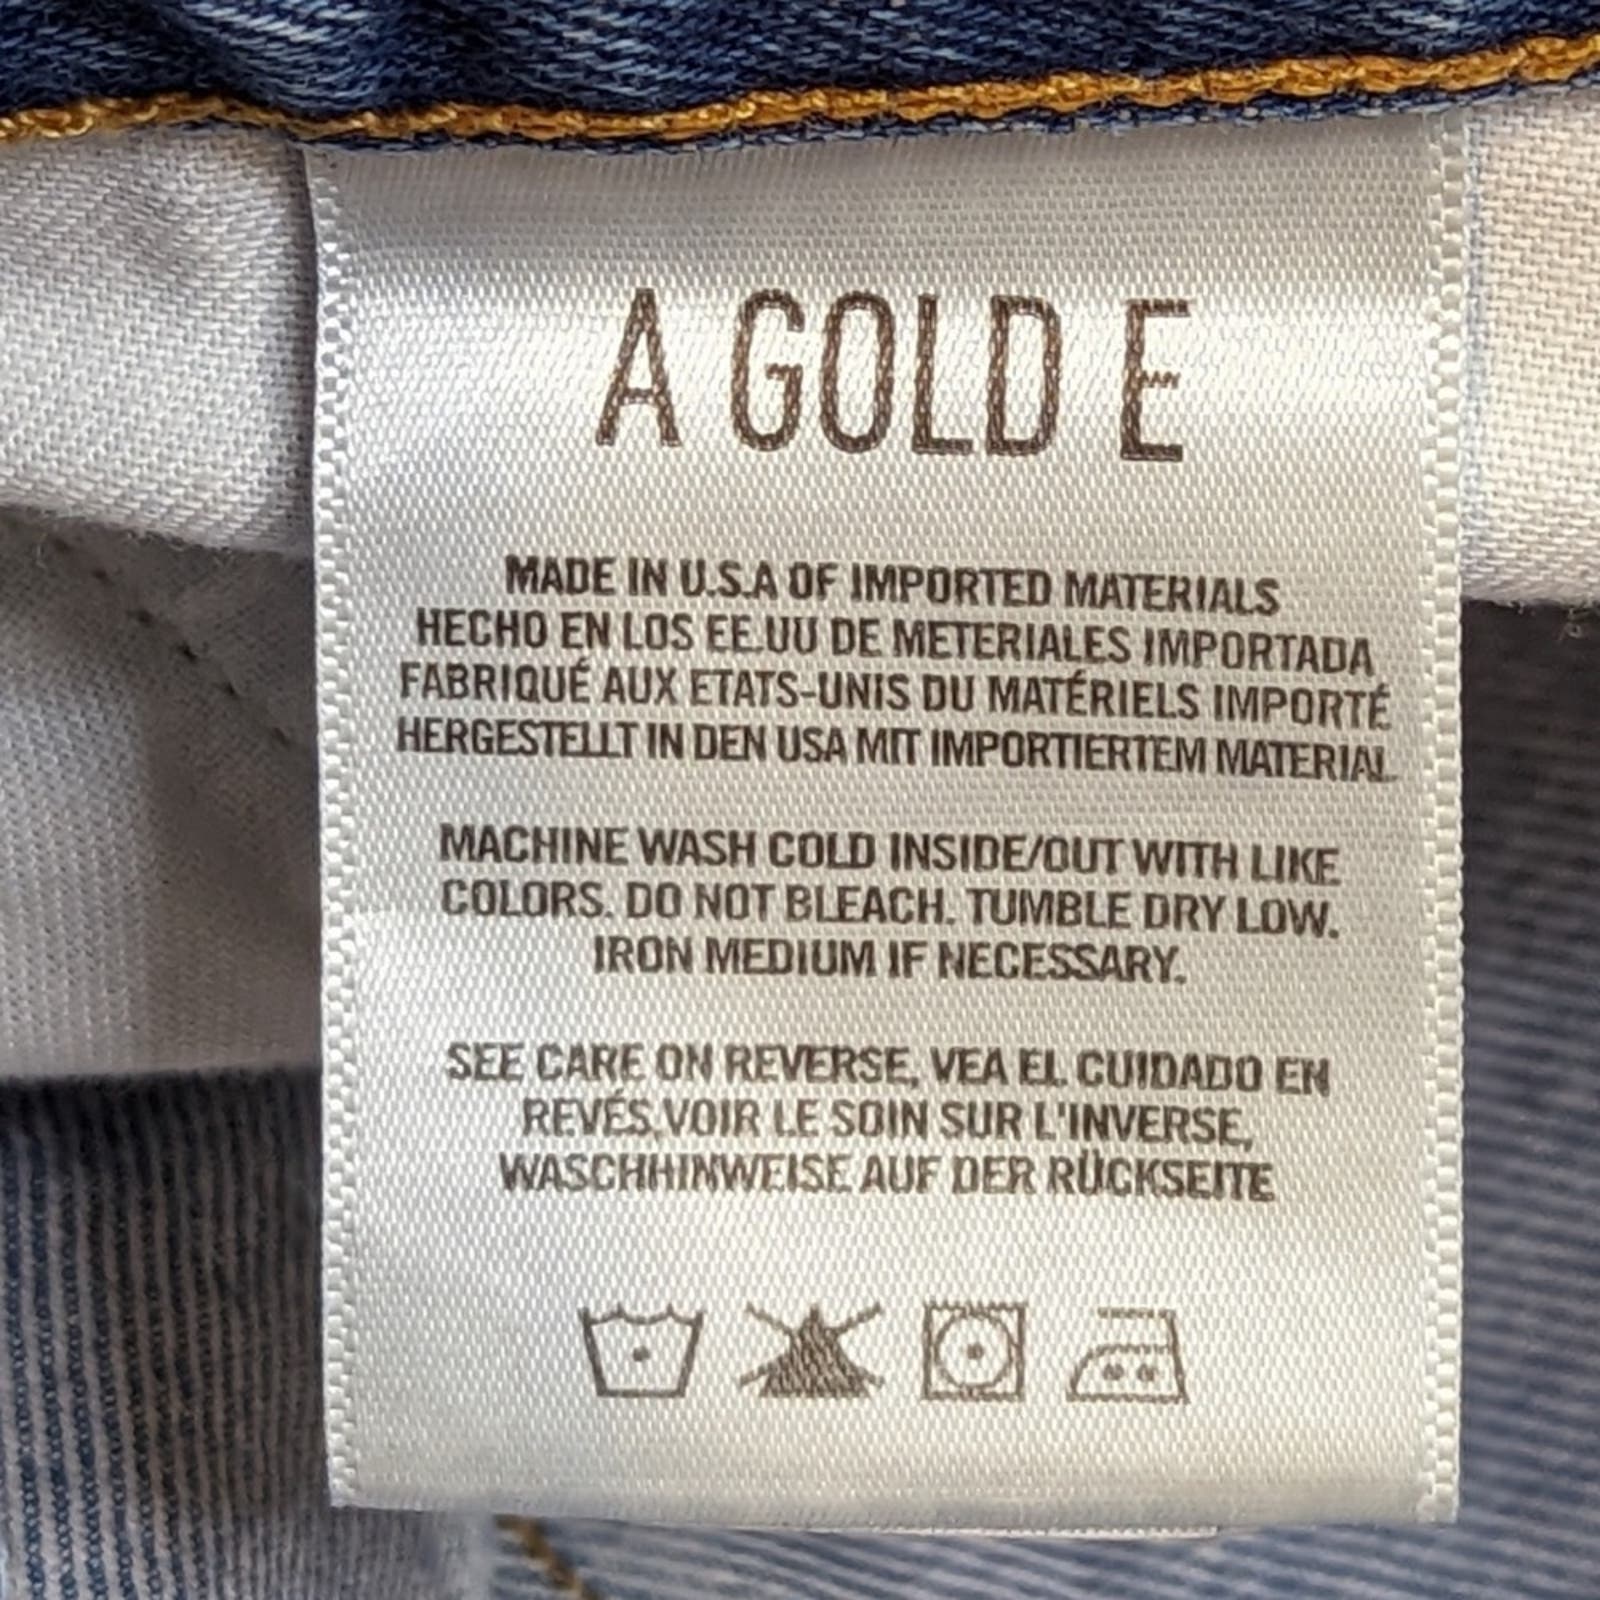 A GOLD E
MADE IN U.S.A OF IMPORTED MATERIALS
HECHO EN LOS EE.UU DE METERIALES IMPORTADA
FABRIQUÉ AUX ETATS-UNIS DU MATÉRIELS IMPORTÉ
HERGESTELLT IN DEN USA MIT IMPORTIERTEM MATERIAL
MACHINE WASH COLD INSIDE/OUT WITH LIKE
COLORS. DO NOT BLEACH. TUMBLE DRY LOW.
IRON MEDIUM IF NECESSARY.
SEE CARE ON REVERSE, VEA EL CUIDADO EN
REVÉS,VOIR LE SOIN SUR L'INVERSE,
WASCHHINWEISE AUF DER RÜCKSEITE